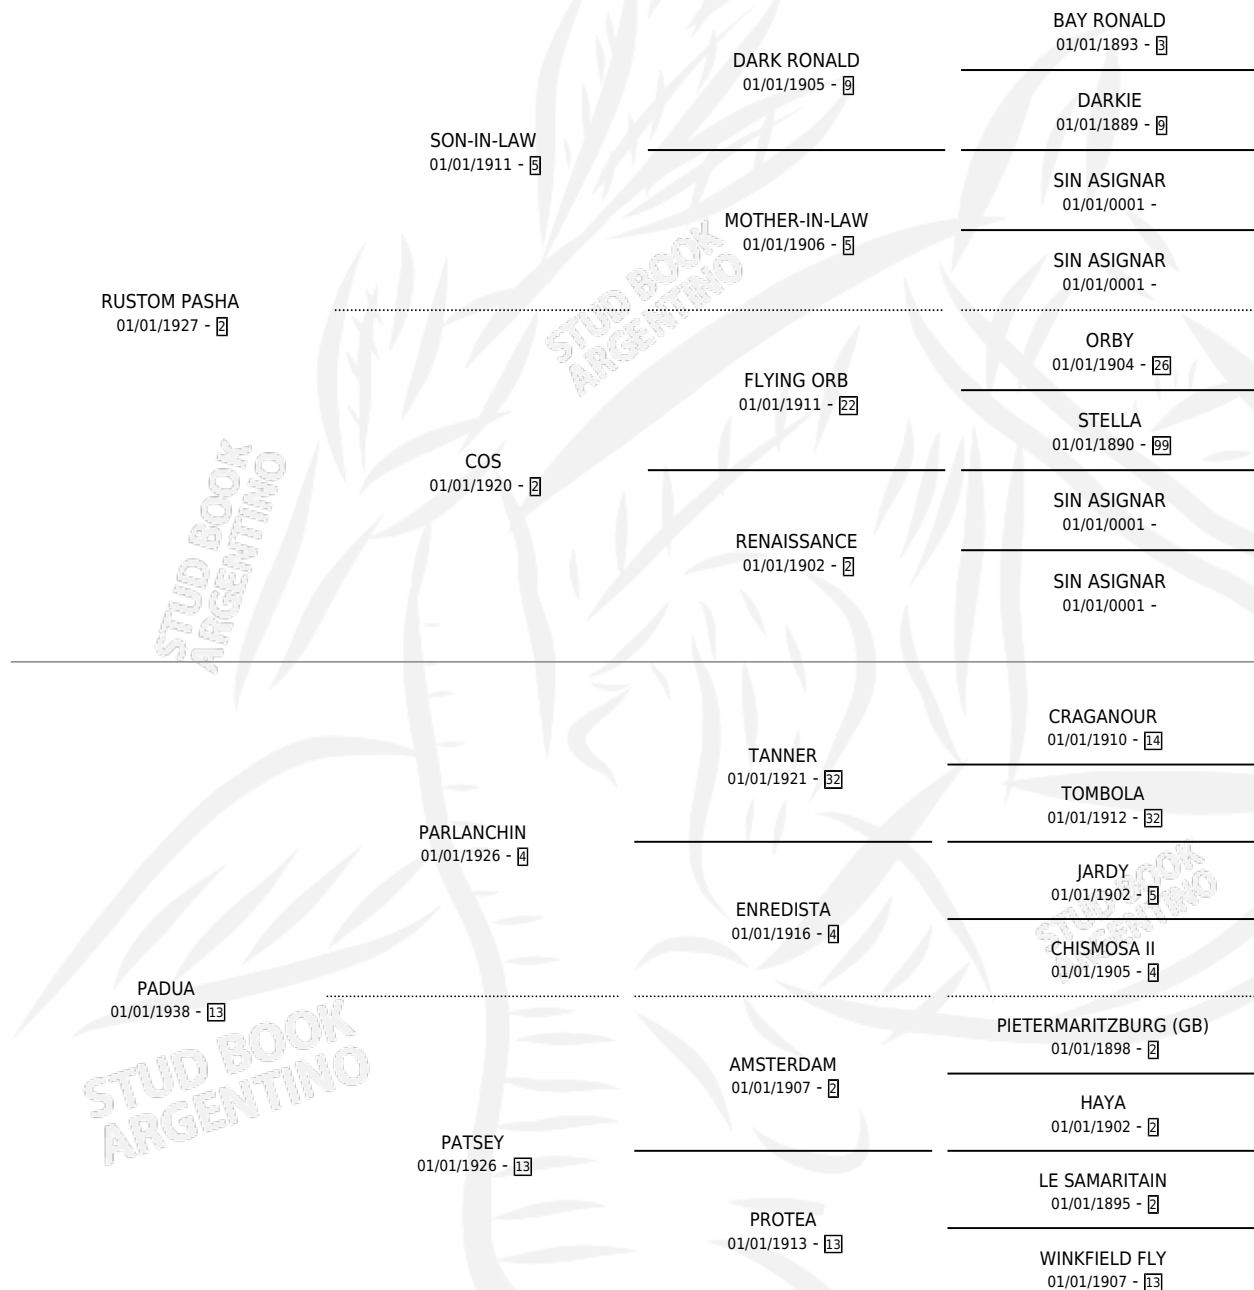 BAY RONALD
01/01/1893 - 3
DARK RONALD
01/01/1905 - 9
DARKIE
01/01/1889 - 9
SON-IN-LAW
01/01/1911 - 5
SIN ASIGNAR
01/01/0001 -
MOTHER-IN-LAW
01/01/1906 - 5
SIN ASIGNAR
01/01/0001 -
RUSTOM PASHA
01/01/1927 - 2
STUD BOOK
ARGENTINO
ORBY
01/01/1904 - 26
FLYING ORB
01/01/1911 - 22
STELLA
01/01/1890 - 99
COS
01/01/1920 - 2
SIN ASIGNAR
01/01/0001 -
RENAISSANCE
01/01/1902 - 2
SIN ASIGNAR
01/01/0001 -
STUD BOOK
ARGENTINO
CRAGANOUR
01/01/1910 - 14
TANNER
01/01/1921 - 32
TOMBOLA
01/01/1912 - 32
PARLANCHIN
01/01/1926 - 4
JARDY
01/01/1902 - 5
ENREDISTA
01/01/1916 - 4
CHISMOSA II
01/01/1905 - 4
STUD BOOK
ARGENTINO
PADUA
01/01/1938 - 13
PIETERMARITZBURG (GB)
01/01/1898 - 2
AMSTERDAM
01/01/1907 - 2
HAYA
01/01/1902 - 2
STUD BOOK
ARGENTINO
PATSEY
01/01/1926 - 13
LE SAMARITAIN
01/01/1895 - 2
PROTEA
01/01/1913 - 13
WINKFIELD FLY
01/01/1907 - 13